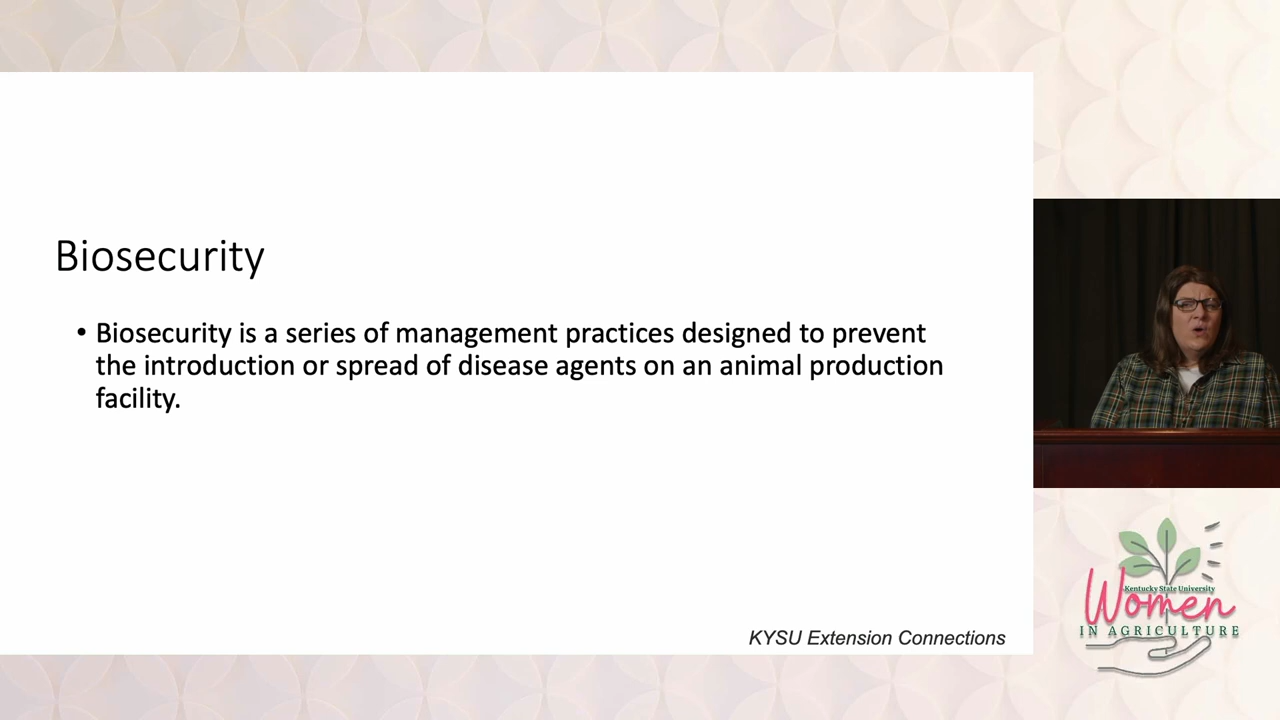 Biosecurity
• Biosecurity is a series of management practices designed to prevent
the introduction or spread of disease agents on an animal production
facility.
KYSU Extension Connections
Kentucky State University
Women
IN AGRICULTURE